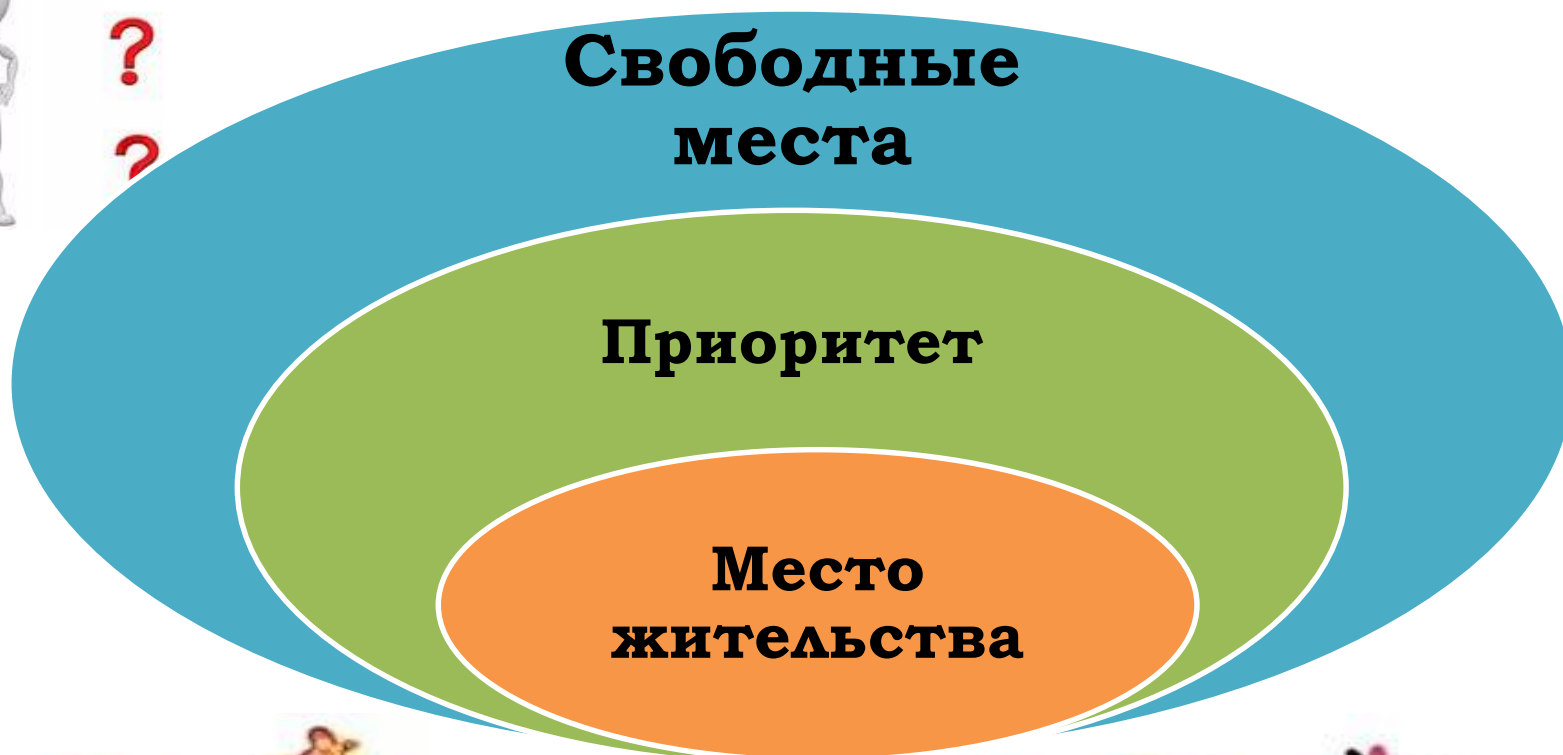 ?
?
Свободные
места
Приоритет
Место
жительства